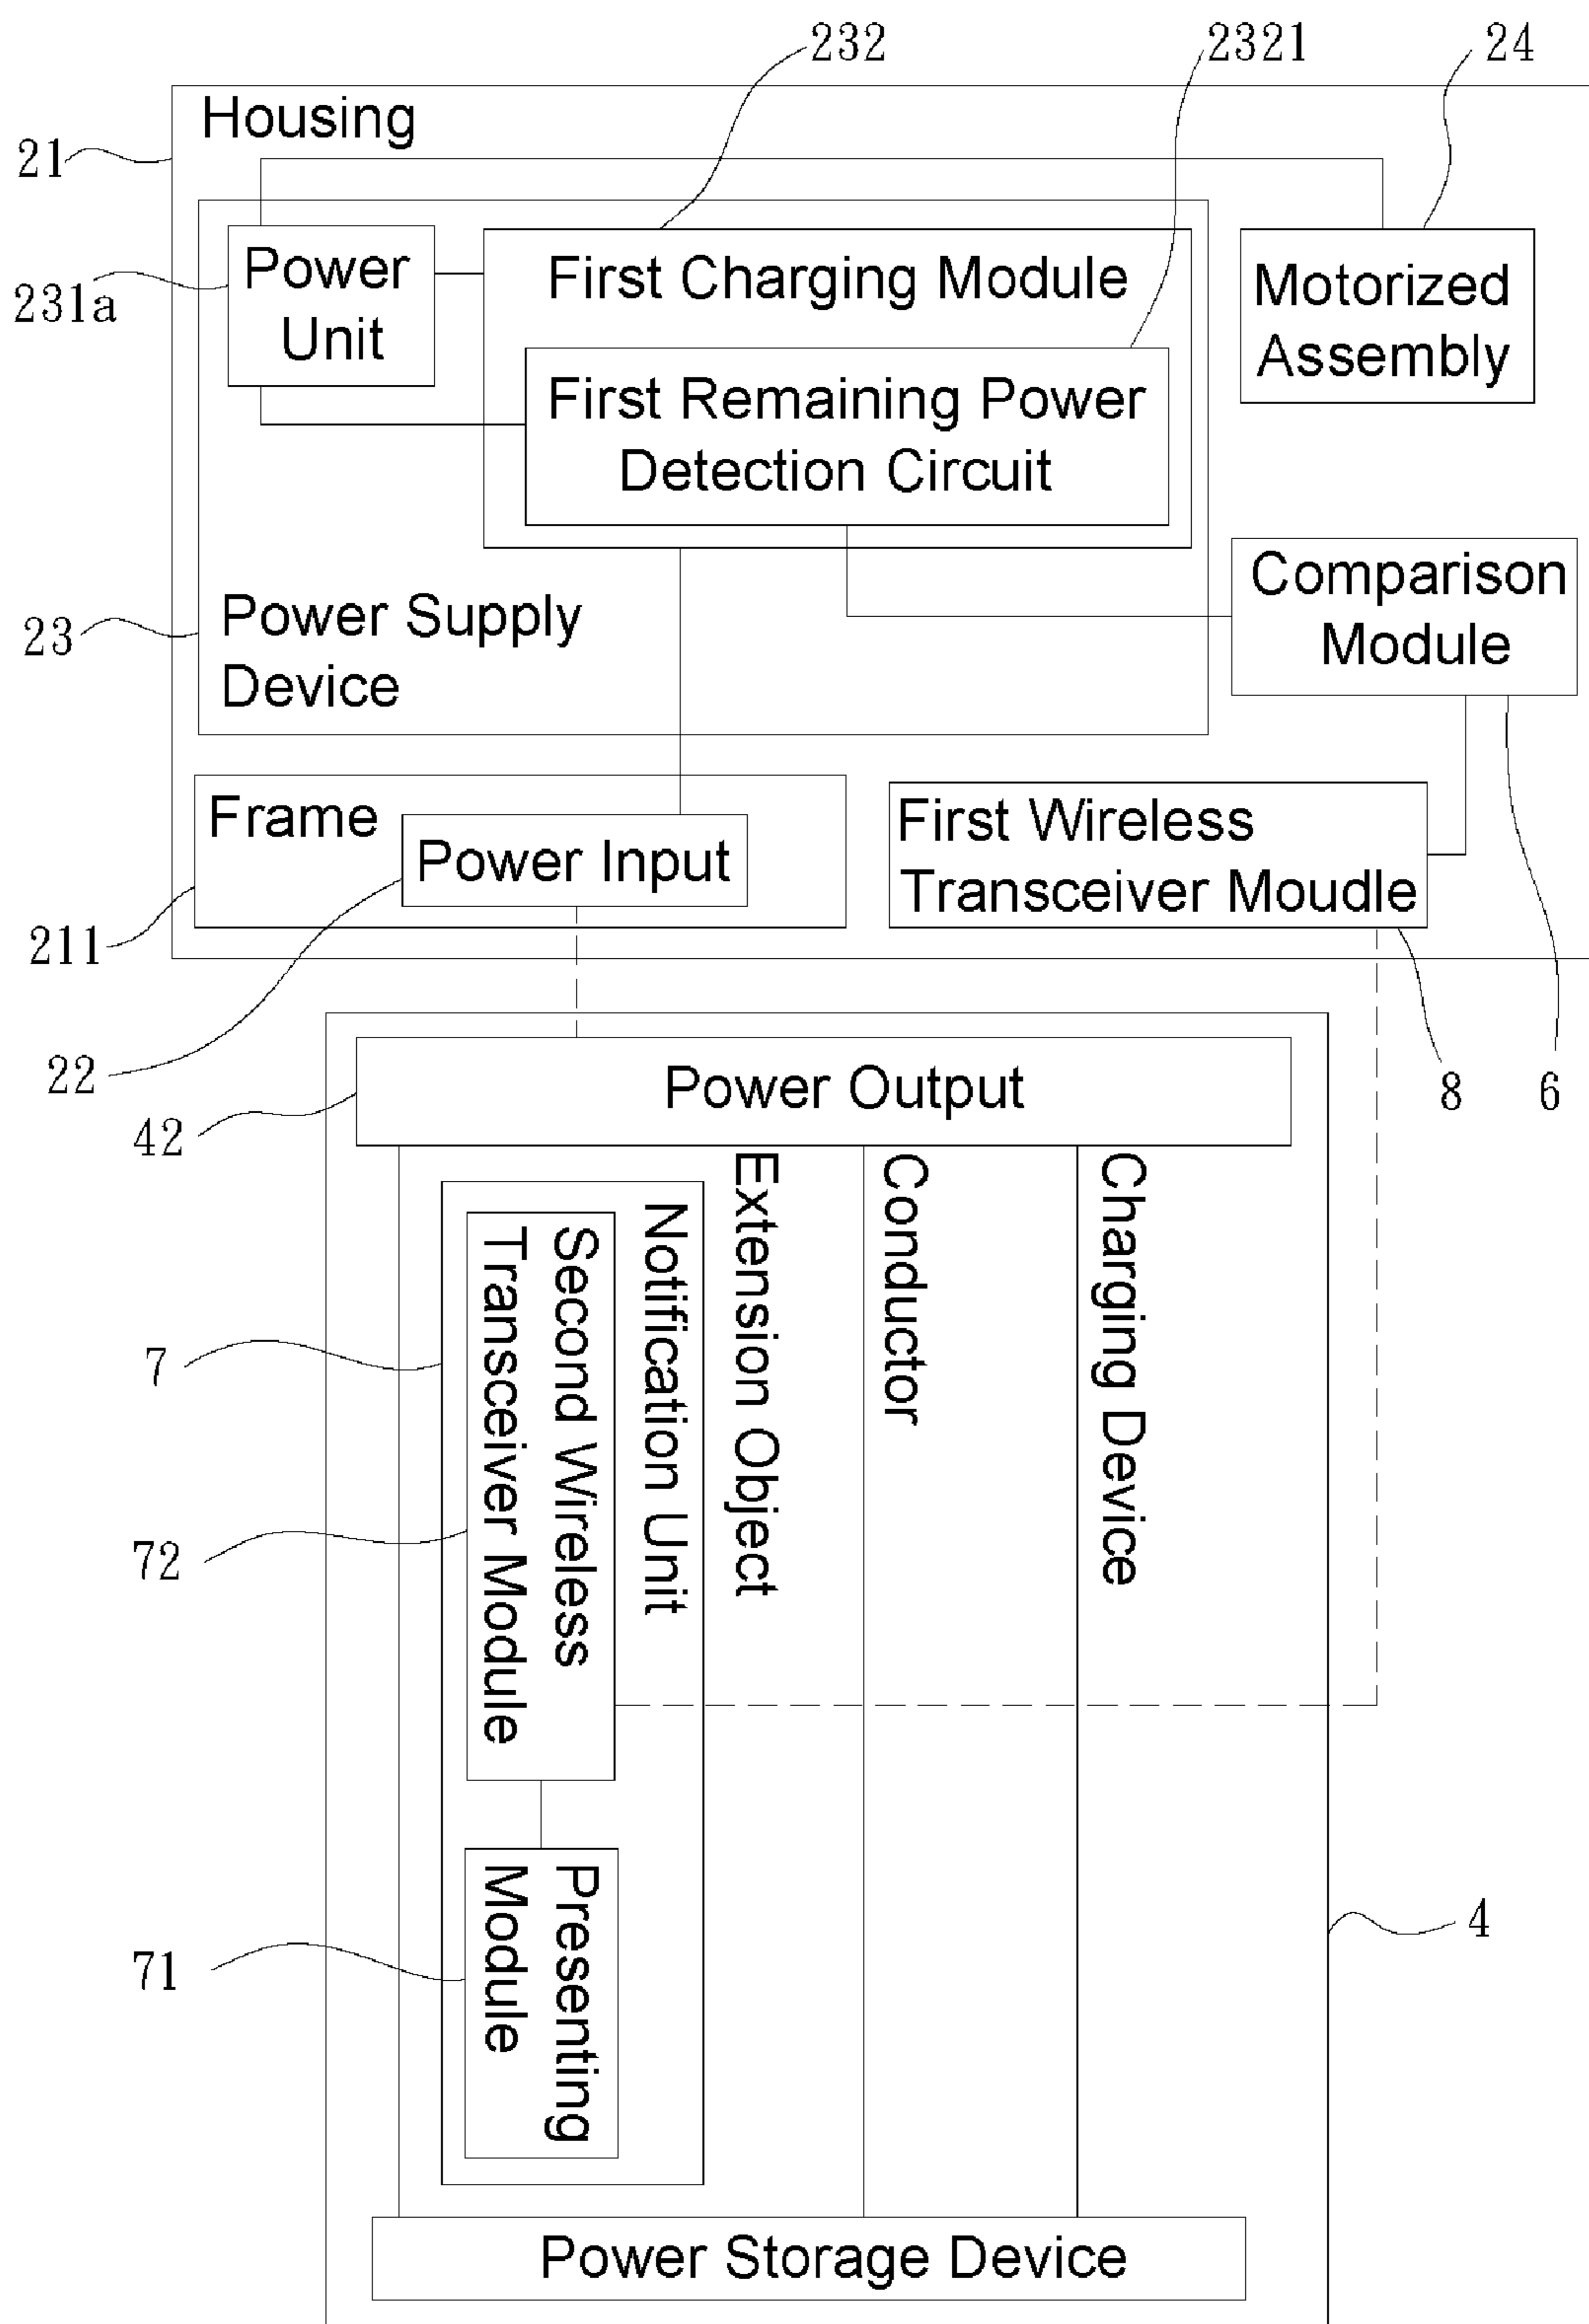 232
2321
24
Housing
21
Power
Unit
231a
First Charging Module
Motorized
Assembly
First Remaining Power
Detection Circuit
Comparison
Module
23
Power Supply
Device
Frame
Power Input
First Wireless
Transceiver Moudle
211
22
8
6
Power Output
42
Charging Device
Conductor
Extension Object
Notification Unit
Second Wireless
Transceiver Module
7
72
Presenting
Module
71
4
Power Storage Device